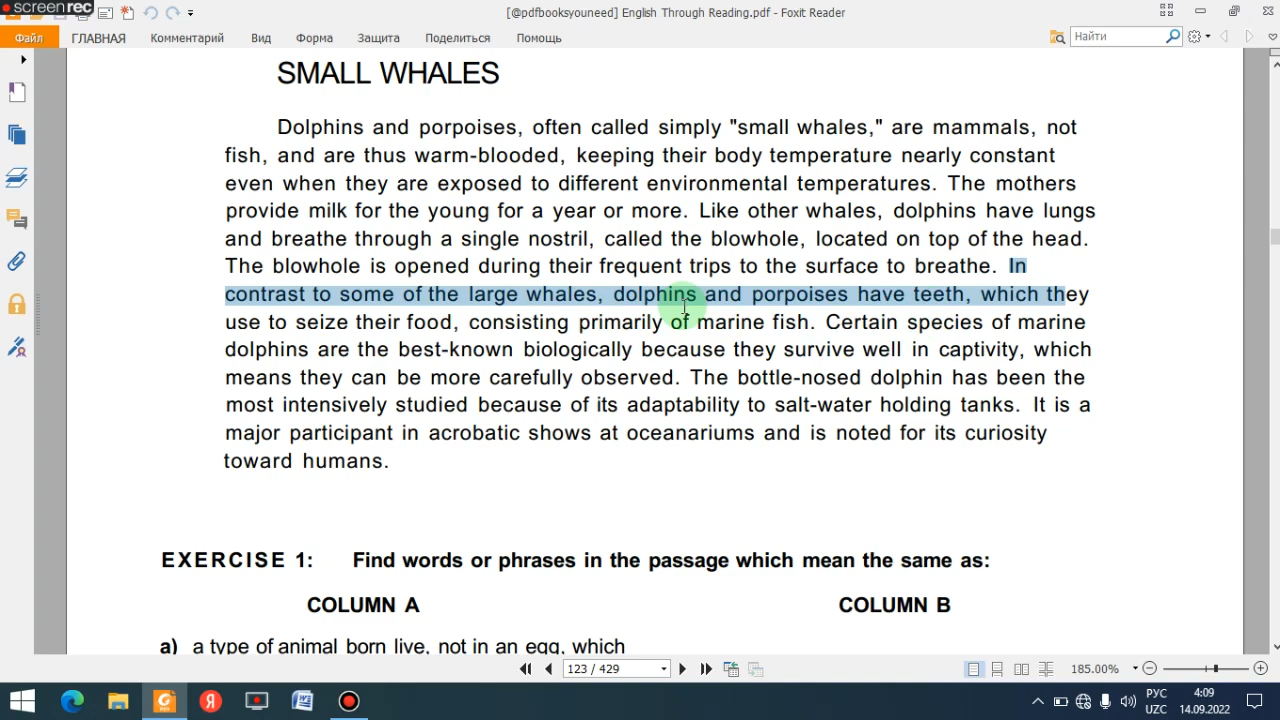 screenrec
[@pdfbooksyouneed] English Through Reading.pdf - Foxit Reader
Файл ГЛАВНАЯ Комментарий Вид Форма Защита Поделиться Помощь Найти
SMALL WHALES
Dolphins and porpoises, often called simply "small whales," are mammals, not
fish, and are thus warm-blooded, keeping their body temperature nearly constant
even when they are exposed to different environmental temperatures. The mothers
provide milk for the young for a year or more. Like other whales, dolphins have lungs
and breathe through a single nostril, called the blowhole, located on top of the head.
The blowhole is opened during their frequent trips to the surface to breathe. In
contrast to some of the large whales, dolphins and porpoises have teeth, which they
use to seize their food, consisting primarily of marine fish. Certain species of marine
dolphins are the best-known biologically because they survive well in captivity, which
means they can be more carefully observed. The bottle-nosed dolphin has been the
most intensively studied because of its adaptability to salt-water holding tanks. It is a
major participant in acrobatic shows at oceanariums and is noted for its curiosity
toward humans.
EXERCISE 1: Find words or phrases in the passage which mean the same as:
COLUMN A COLUMN B
a) a type of animal born live, not in an egg, which
123 / 429 185.00%
РУС 4:09
UZC 14.09.2022